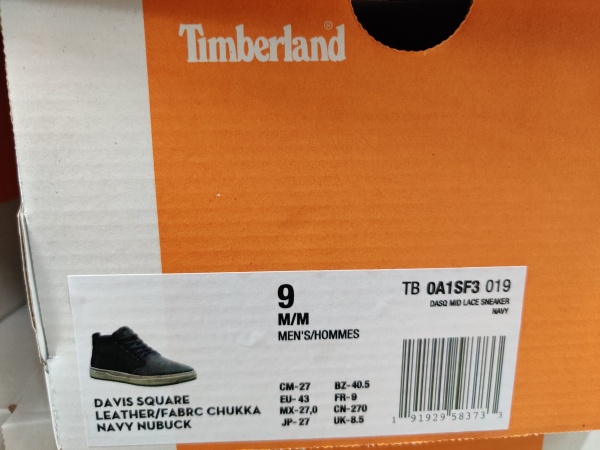 Timberland®
9
M/M
MEN'S/HOMMES
TB 0A1SF3 019
DASQ MID LACE SNEAKER
NAVY
DAVIS SQUARE
LEATHER/FABRC CHUKKA
NAVY NUBUCK
CM-27 BZ-40.5
EU-43 FR-9
MX-27,0 CN-270
JP-27 UK-8.5
1 91929 58373 3